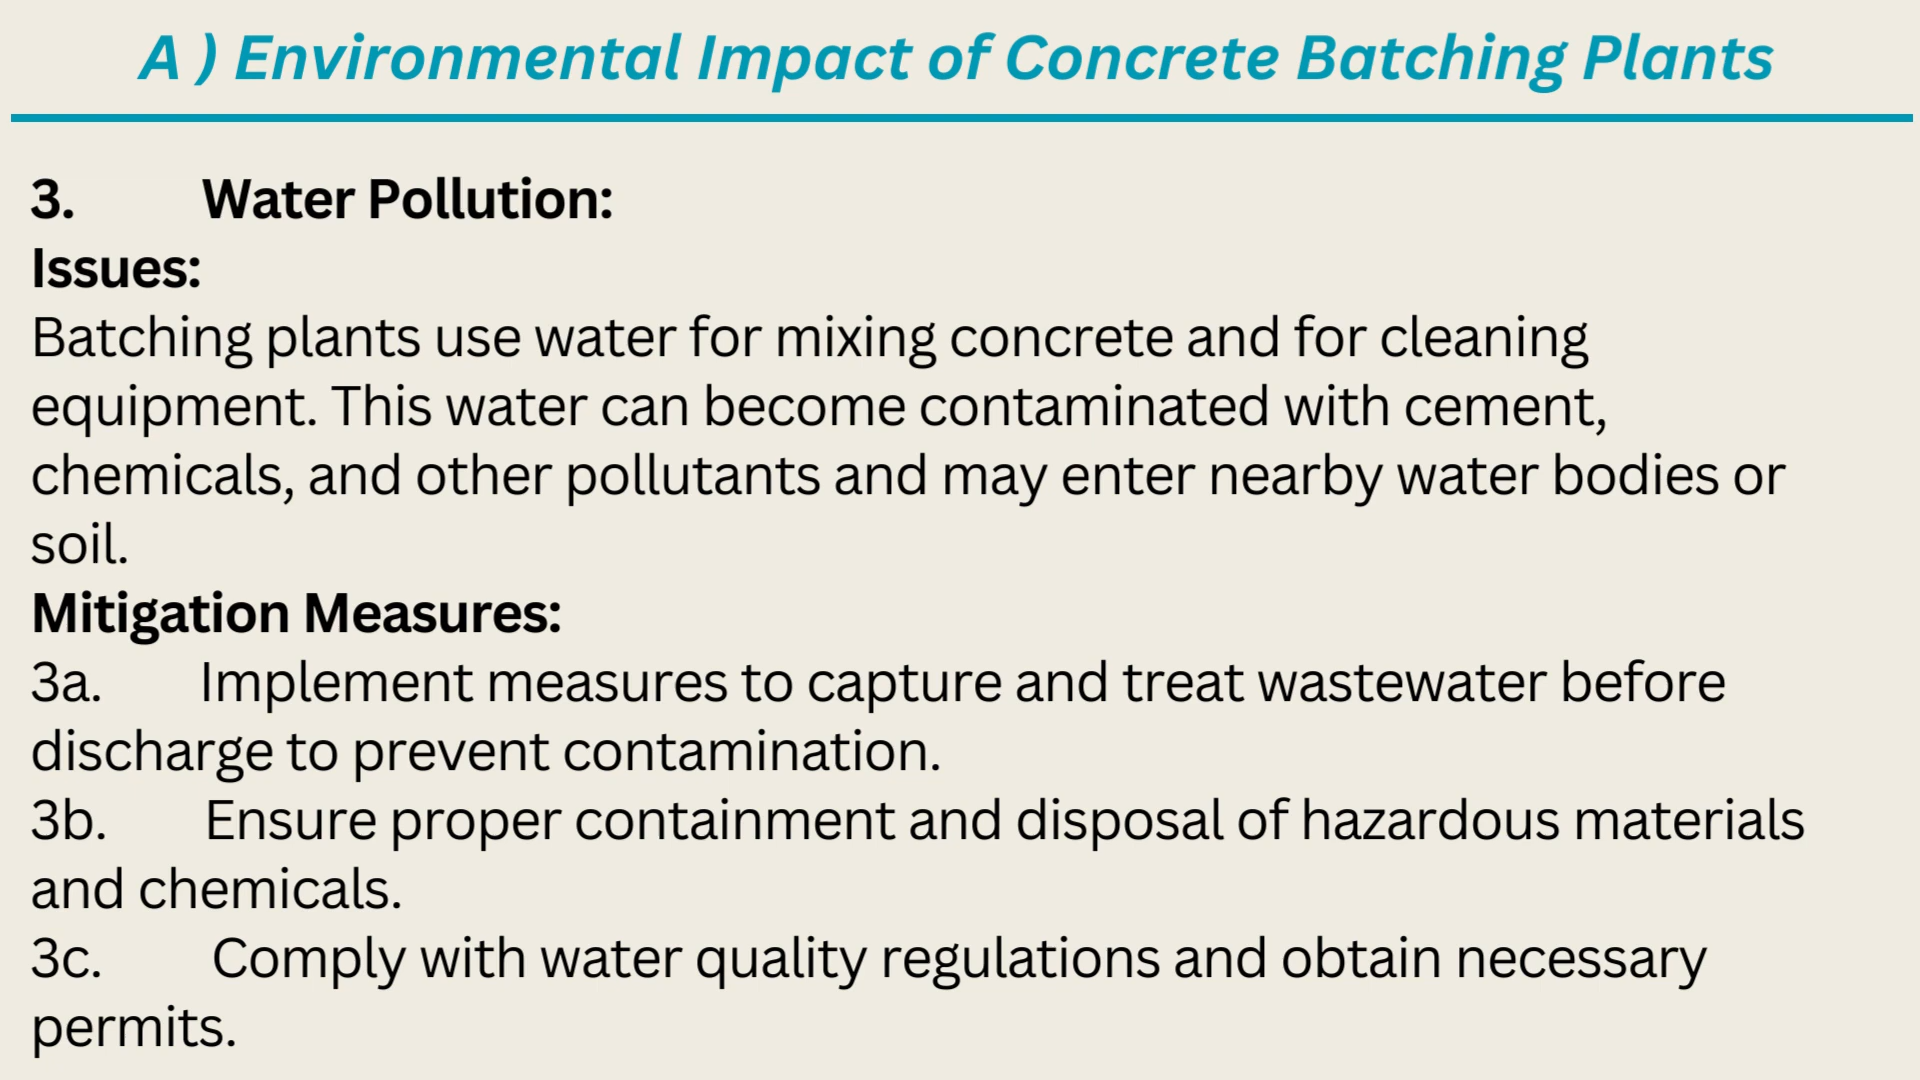 A ) Environmental Impact of Concrete Batching Plants
3. Water Pollution:
Issues:
Batching plants use water for mixing concrete and for cleaning
equipment. This water can become contaminated with cement,
chemicals, and other pollutants and may enter nearby water bodies or
soil.
Mitigation Measures:
3a. Implement measures to capture and treat wastewater before
discharge to prevent contamination.
3b. Ensure proper containment and disposal of hazardous materials
and chemicals.
3c. Comply with water quality regulations and obtain necessary
permits.